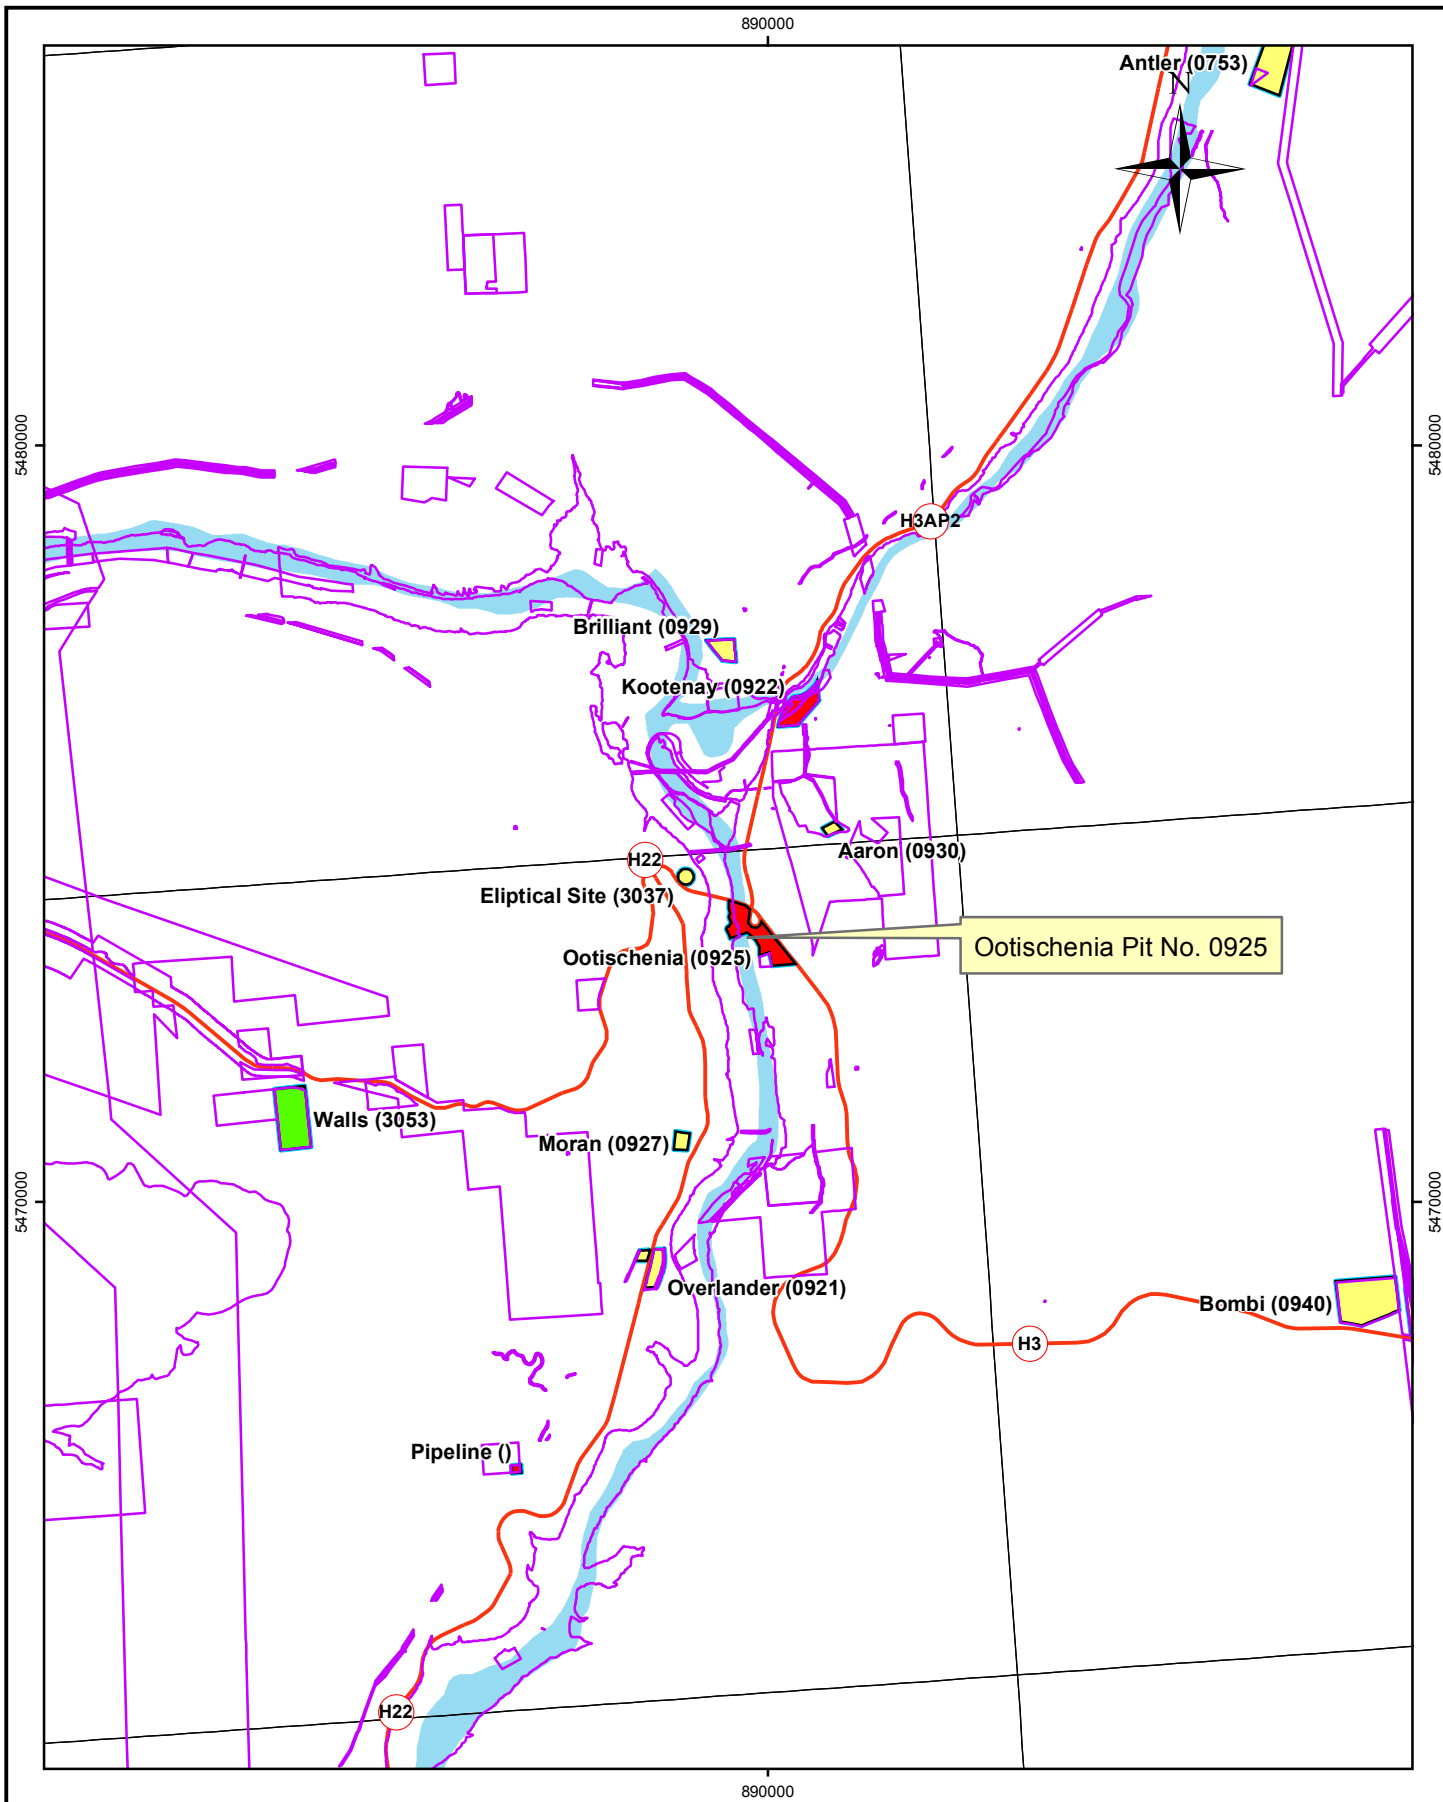 890000
Antler (0753)
N
5480000
5480000
H3AP2
Brilliant (0929)
Kootenay (0922)
Aaron (0930)
H22
Eliptical Site (3037)
Ootischenia (0925)
Ootischenia Pit No. 0925
Walls (3053)
Moran (0927)
5470000
5470000
Overlander (0921)
Bombi (0940)
H3
Pipeline ()
H22
890000